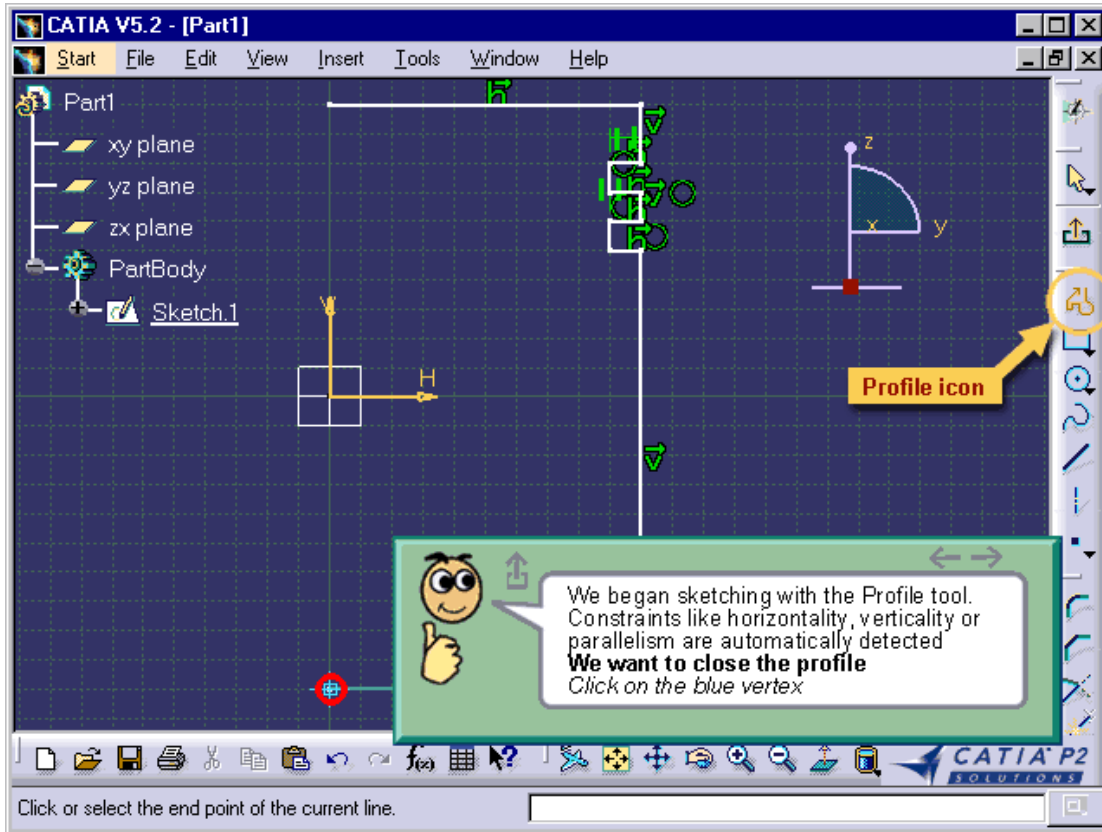 CATIA V5.2 - [Part1]
Start File Edit View Insert Tools Window Help
Part1
xy plane
yz plane
zx plane
PartBody
Sketch.1
V
H
z
x
y
Profile icon
We began sketching with the Profile tool.
Constraints like horizontality, verticality or
parallelism are automatically detected
We want to close the profile
Click on the blue vertex
f(x)
CATIA P2
SOLUTIONS
Click or select the end point of the current line.